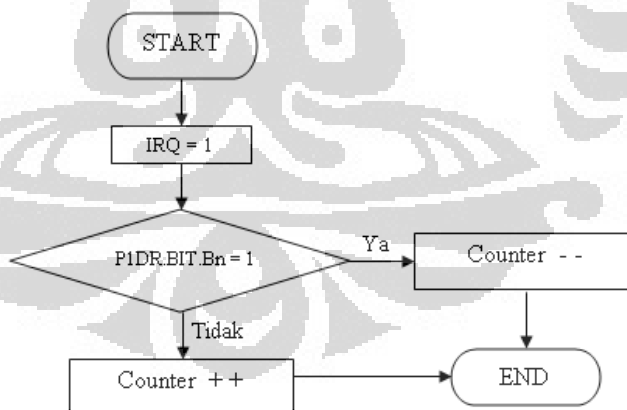 START
IRQ = 1
P1DR.BIT.Bn = 1
Ya
Counter - -
Tidak
Counter + +
END